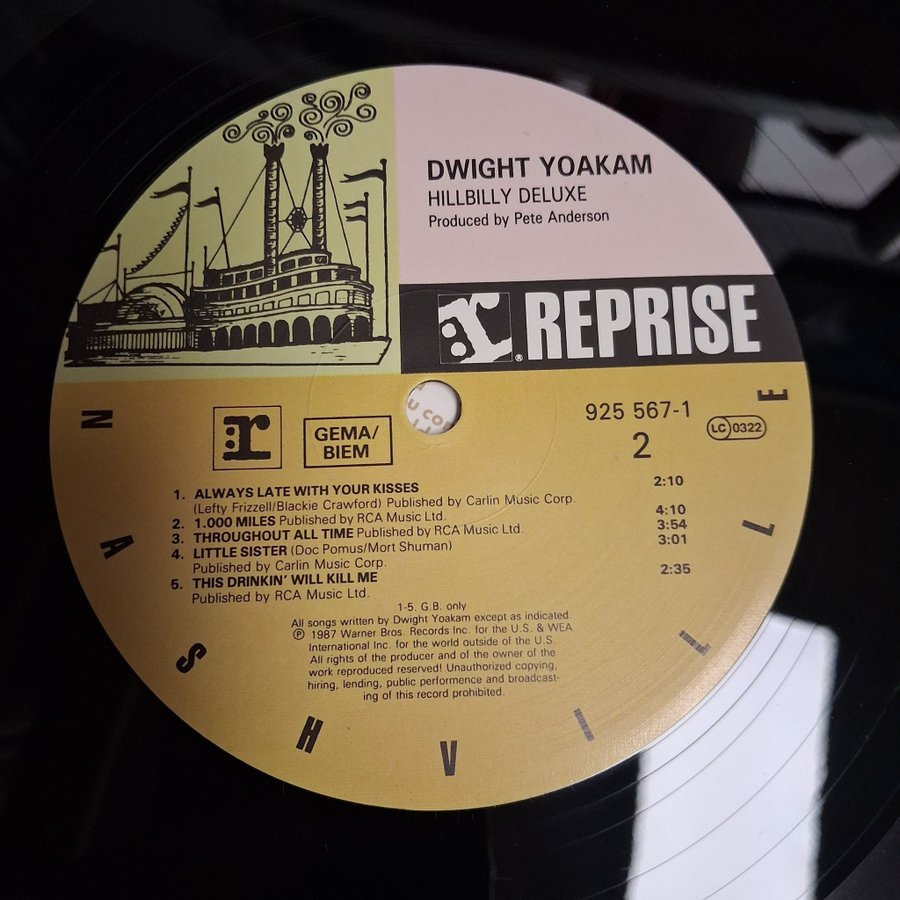 DWIGHT YOAKAM
HILLBILLY DELUXE
Produced by Pete Anderson
:r® REPRISE
:r
GEMA/
BIEM
925 567-1
2
LC 0322
1. ALWAYS LATE WITH YOUR KISSES 2:10
(Lefty Frizzell/Blackie Crawford) Published by Carlin Music Corp.
2. 1.000 MILES Published by RCA Music Ltd. 4:10
3. THROUGHOUT ALL TIME Published by RCA Music Ltd. 3:54
4. LITTLE SISTER (Doc Pomus/Mort Shuman) 3:01
Published by Carlin Music Corp.
5. THIS DRINKIN' WILL KILL ME 2:35
Published by RCA Music Ltd.
1-5. G.B. only
All songs written by Dwight Yoakam except as indicated.
Ⓟ 1987 Warner Bros. Records Inc. for the U.S. & WEA
International Inc. for the world outside of the U.S.
All rights of the producer and of the owner of the
work reproduced reserved! Unauthorized copying,
hiring, lending, public performence and broadcast-
ing of this record prohibited.
NASHVILLE